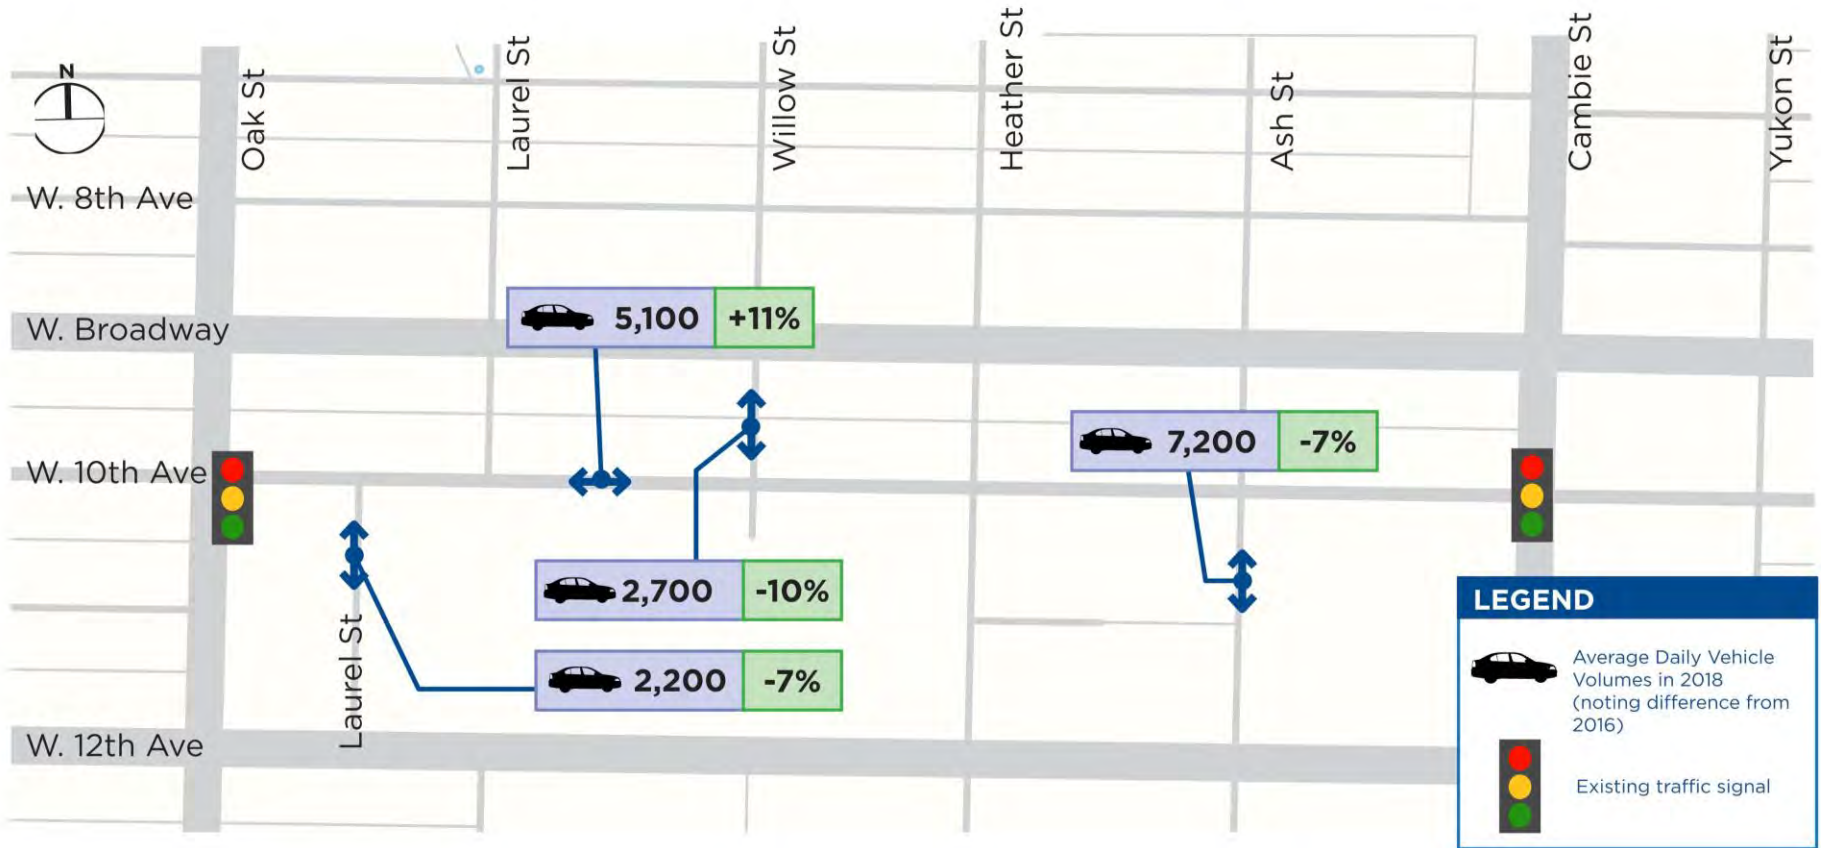 N
Oak St
Laurel St
Willow St
Heather St
Ash St
Cambie St
Yukon St
W. 8th Ave
W. Broadway
5,100 +11%
7,200 -7%
W. 10th Ave
2,700 -10%
2,200 -7%
Laurel St
W. 12th Ave
LEGEND
Average Daily Vehicle
Volumes in 2018
(noting difference from
2016)
Existing traffic signal